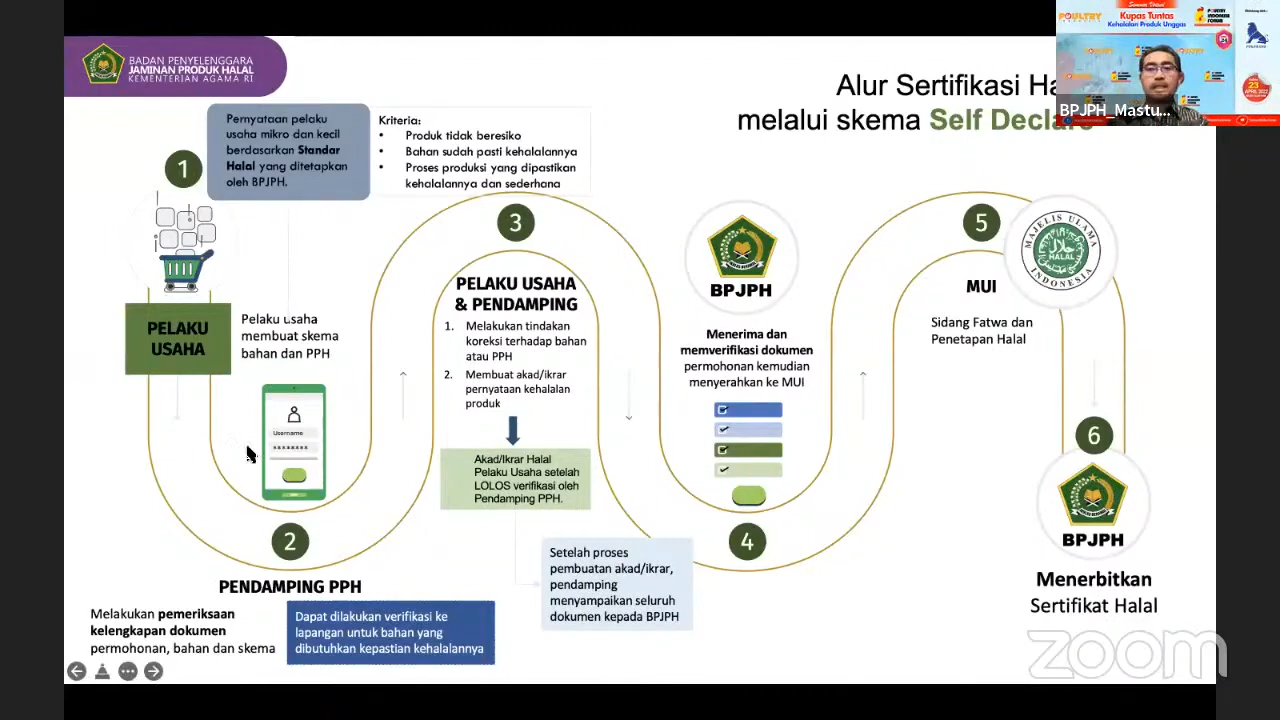 BADAN PENYELENGGARA
JAMINAN PRODUK HALAL
KEMENTERIAN AGAMA RI
Alur Sertifikasi Ha
melalui skema Self Declare
POULTRY
Kupas Tuntas
Kehalalan Produk Unggas
23
APRIL 2022
BPJPH_Mastu...
1
Pernyataan pelaku
usaha mikro dan kecil
berdasarkan Standar
Halal yang ditetapkan
oleh BPJPH.
Kriteria:
• Produk tidak beresiko
• Bahan sudah pasti kehalalannya
• Proses produksi yang dipastikan
kehalalannya dan sederhana
PELAKU
USAHA
Pelaku usaha
membuat skema
bahan dan PPH
Username
********
2
PENDAMPING PPH
Melakukan pemeriksaan
kelengkapan dokumen
permohonan, bahan dan skema
Dapat dilakukan verifikasi ke
lapangan untuk bahan yang
dibutuhkan kepastian kehalalannya
3
PELAKU USAHA
& PENDAMPING
1. Melakukan tindakan
koreksi terhadap bahan
atau PPH
2. Membuat akad/ikrar
pernyataan kehalalan
produk
Akad/Ikrar Halal
Pelaku Usaha setelah
LOLOS verifikasi oleh
Pendamping PPH.
Setelah proses
pembuatan akad/ikrar,
pendamping
menyampaikan seluruh
dokumen kepada BPJPH
BPJPH
Menerima dan
memverifikasi dokumen
permohonan kemudian
menyerahkan ke MUI
4
5
MAJELIS ULAMA
حلال
HALAL
INDONESIA
MUI
Sidang Fatwa dan
Penetapan Halal
6
BPJPH
Menerbitkan
Sertifikat Halal
zoom